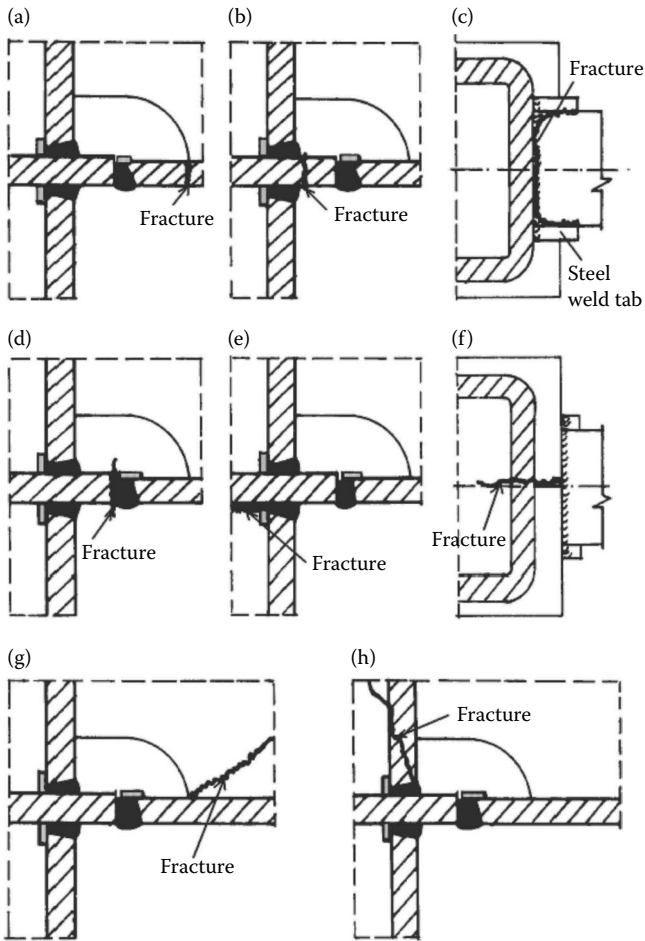 (a)
(b)
(c)
Fracture
Fracture
Fracture
Steel
weld tab
(d)
(e)
(f)
Fracture
Fracture
Fracture
(g)
(h)
Fracture
Fracture